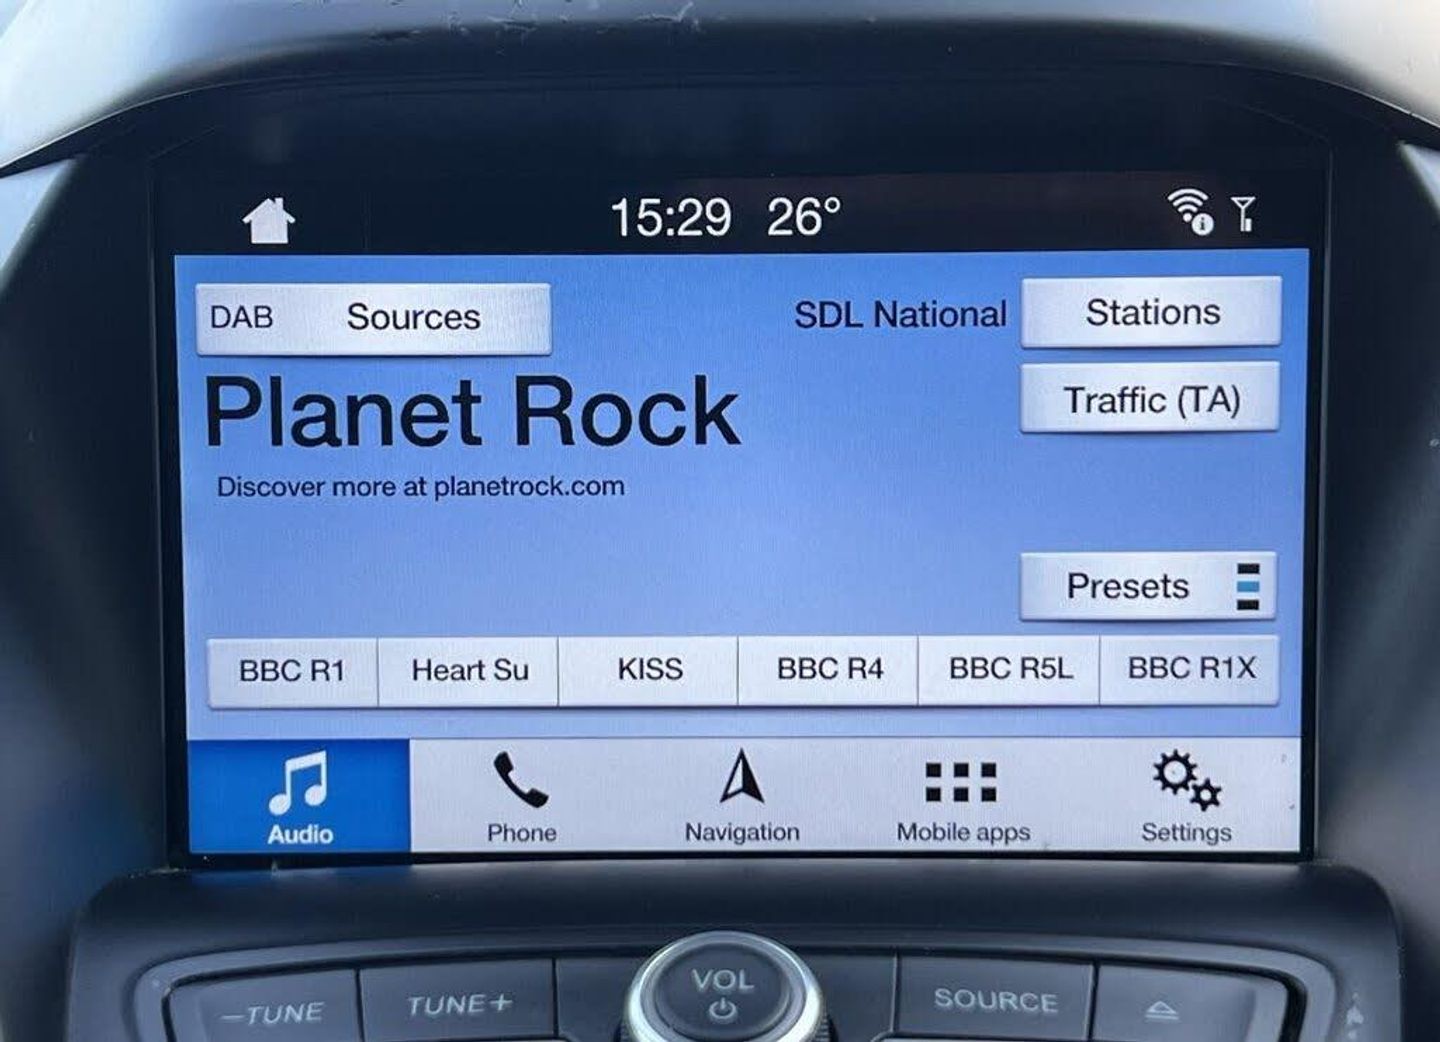 15:29 26°
DAB Sources
SDL National
Stations
Traffic (TA)
Planet Rock
Discover more at planetrock.com
Presets
BBC R1 Heart Su KISS BBC R4 BBC R5L BBC R1X
Audio Phone Navigation Mobile apps Settings
–TUNE TUNE+ VOL SOURCE